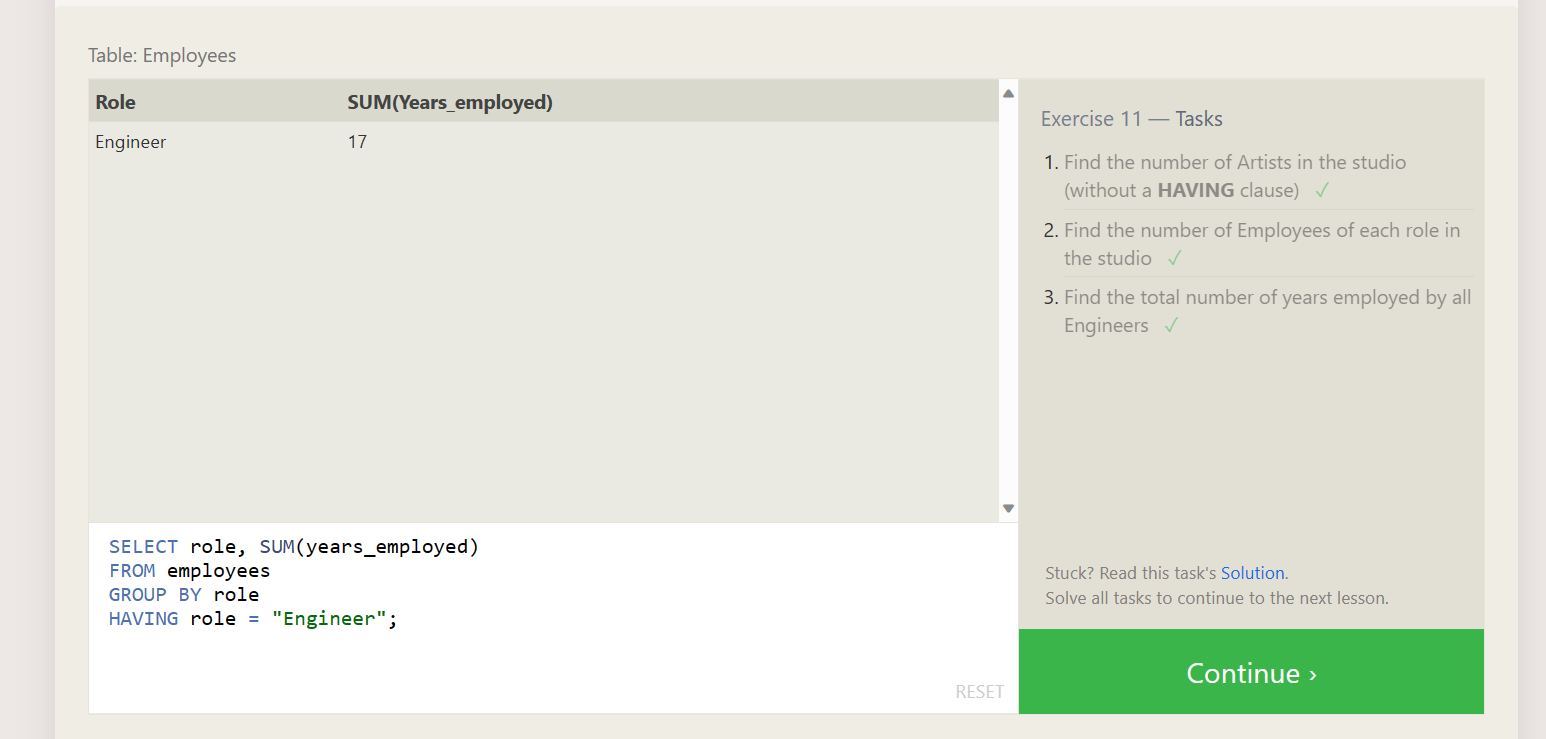 Table: Employees
Role SUM(Years_employed)
Engineer 17
SELECT role, SUM(years_employed)
FROM employees
GROUP BY role
HAVING role = "Engineer";
RESET
Exercise 11 — Tasks
1. Find the number of Artists in the studio
(without a HAVING clause) ✓
2. Find the number of Employees of each role in
the studio ✓
3. Find the total number of years employed by all
Engineers ✓
Stuck? Read this task's Solution.
Solve all tasks to continue to the next lesson.
Continue ›